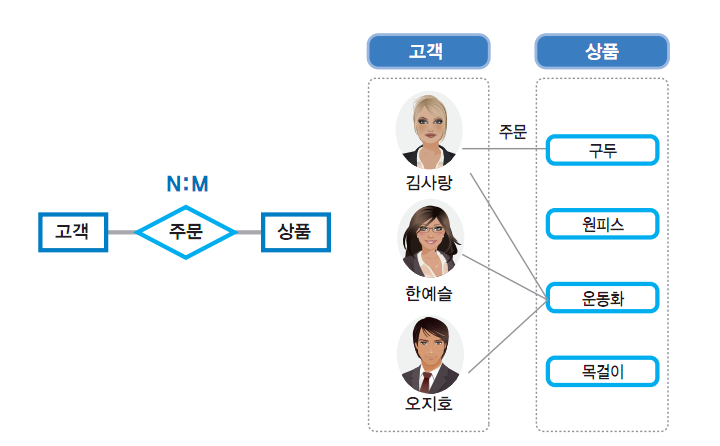 N:M
고객
주문
상품
고객
상품
주문
김사랑
한예슬
오지호
구두
원피스
운동화
목걸이